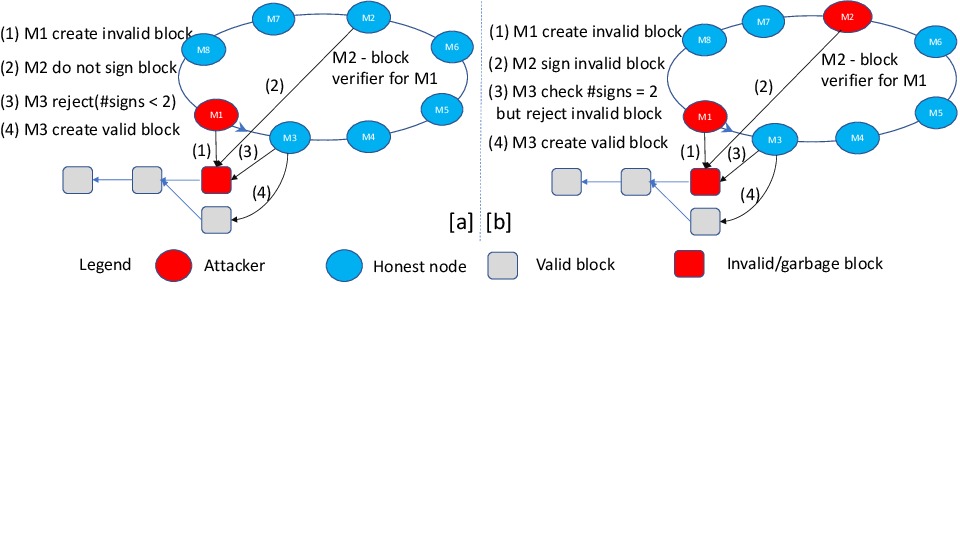 (1) M1 create invalid block
(2) M2 do not sign block
(3) M3 reject(#signs < 2)
(4) M3 create valid block
M7
M2
M8
M6
M2 - block
verifier for M1
(2)
M5
M1
M3
M4
(1)
(3)
(4)
[a]
(1) M1 create invalid block
(2) M2 sign invalid block
(3) M3 check #signs = 2
but reject invalid block
(4) M3 create valid block
M7
M2
M8
M6
M2 - block
verifier for M1
(2)
M5
M1
M3
M4
(1)
(3)
(4)
[b]
Legend
Attacker
Honest node
Valid block
Invalid/garbage block